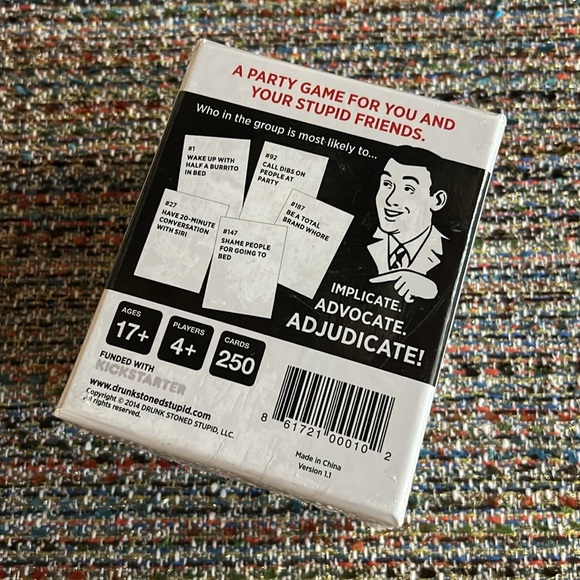 A PARTY GAME FOR YOU AND
YOUR STUPID FRIENDS.
Who in the group is most likely to...
#1
WAKE UP WITH
HALF A BURRITO
IN BED
#92
CALL DIBS ON
PEOPLE AT
PARTY
#27
HAVE 20-MINUTE
CONVERSATION
WITH SIRI
#147
SHAME PEOPLE
FOR GOING TO
BED
#187
BE A TOTAL
BRAND WHORE
IMPLICATE.
ADVOCATE.
ADJUDICATE!
AGES
17+
PLAYERS
4+
CARDS
250
FUNDED WITH
KICKSTARTER
www.drunkstonedstupid.com
Copyright © 2014 DRUNK STONED STUPID, LLC.
All rights reserved.
8 61721 00010 2
Made in China
Version 1.1